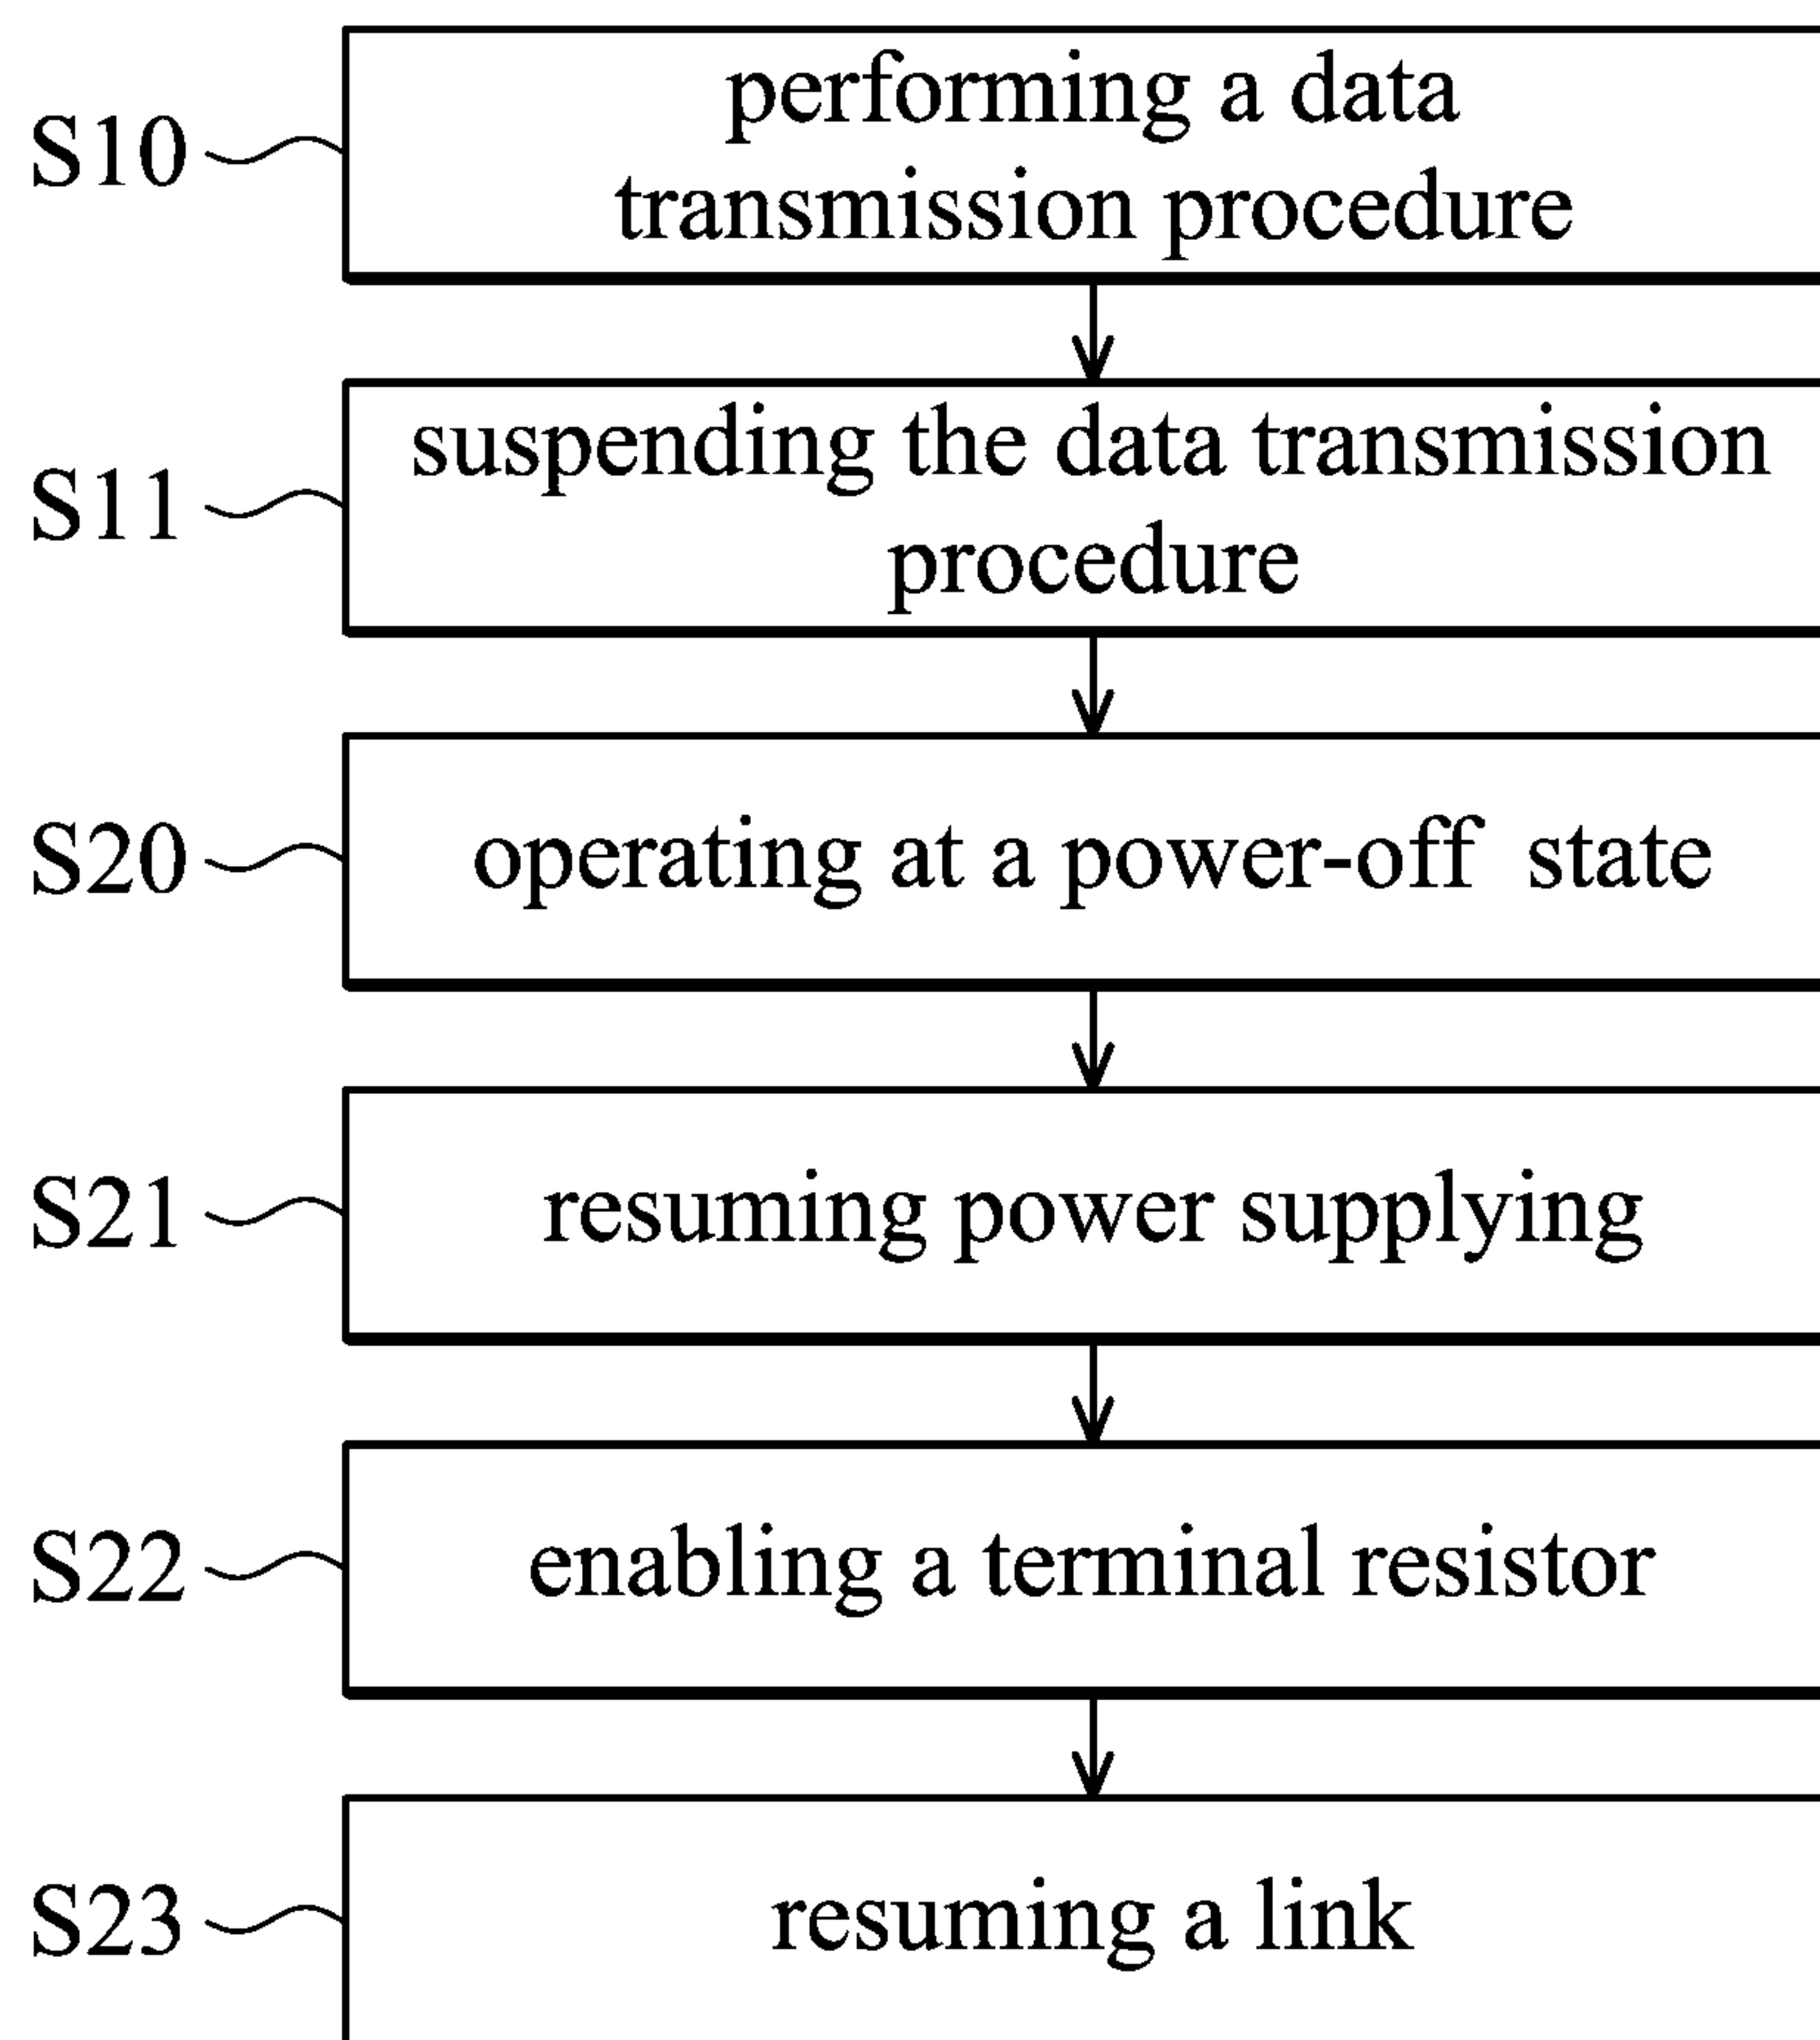 S10
performing a data
transmission procedure
S11
suspending the data transmission
procedure
S20
operating at a power-off state
S21
resuming power supplying
S22
enabling a terminal resistor
S23
resuming a link